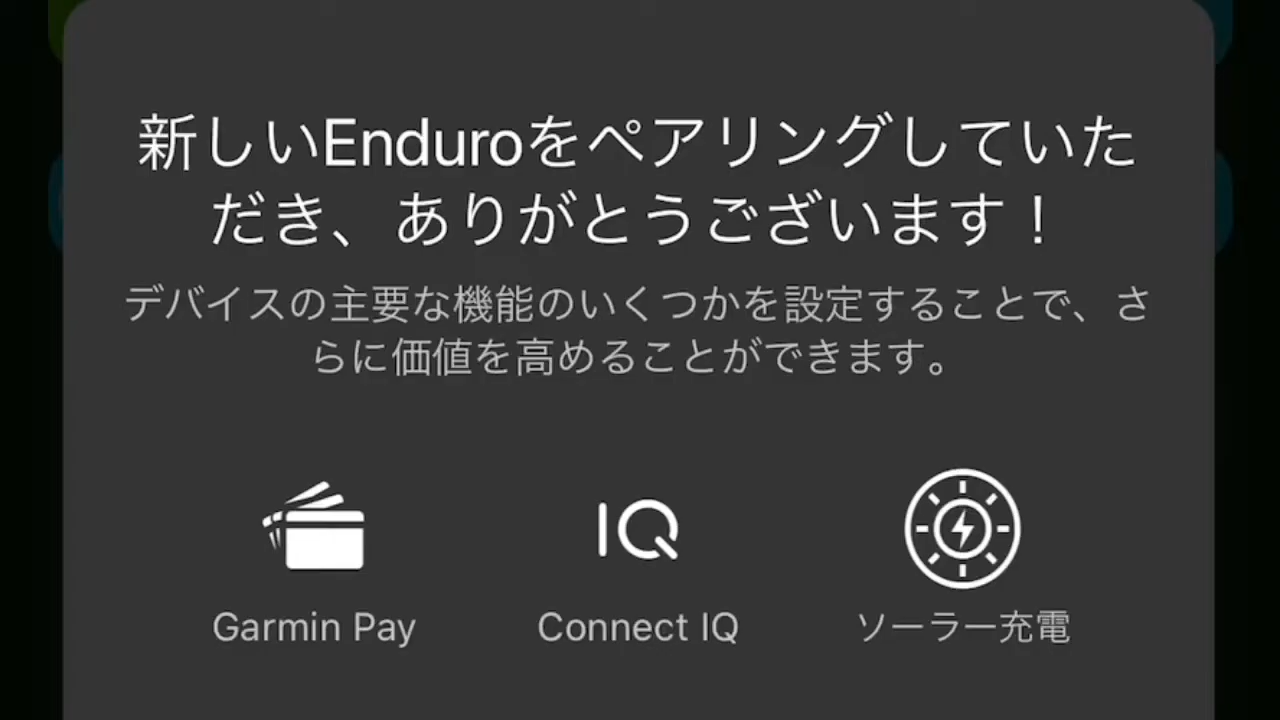 新しいEnduroをペアリングしていた
だき、ありがとうございます！
デバイスの主要な機能のいくつかを設定することで、さ
らに価値を高めることができます。
IQ
Garmin Pay Connect IQ ソーラー充電